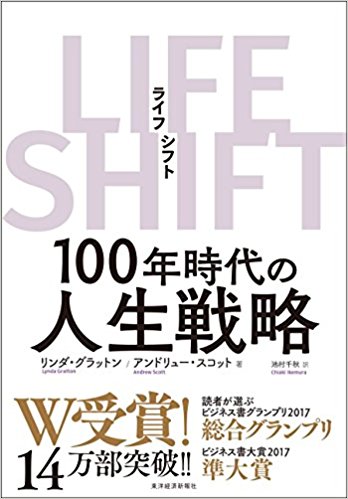 LIFE
ライフ シフト
SHIFT
100年時代の
人生戦略
リンダ・グラットン / アンドリュー・スコット 著
Lynda Gratton Andrew Scott
池村千秋 訳
Chiaki Ikemura
W受賞!
14万部突破!!
読者が選ぶ
ビジネス書グランプリ2017
総合グランプリ
ビジネス書大賞2017
準大賞
東洋経済新報社